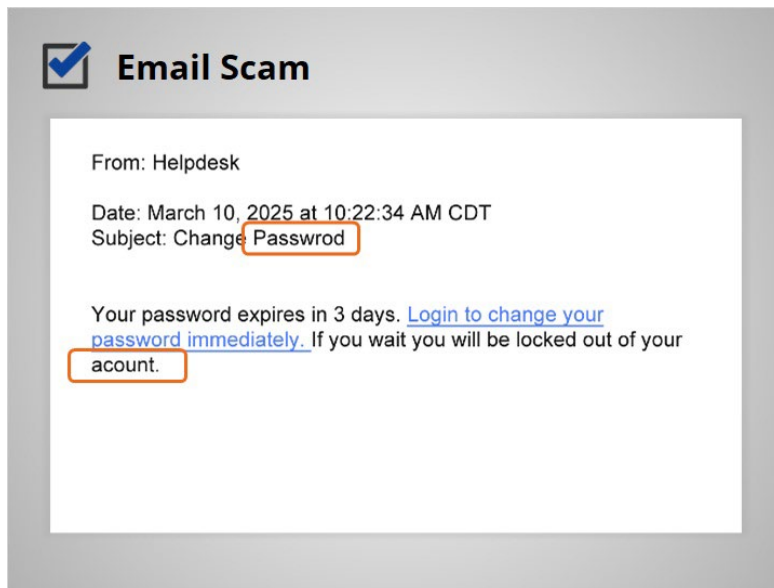 Email Scam
From: Helpdesk
Date: March 10, 2025 at 10:22:34 AM CDT
Subject: Change Passwrod
Your password expires in 3 days. Login to change your
password immediately. If you wait you will be locked out of your
acount.